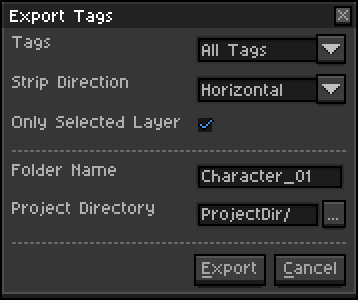 Export Tags
Tags All Tags
Strip Direction Horizontal
Only Selected Layer
Folder Name Character_01
Project Directory ProjectDir/ ...
Export Cancel